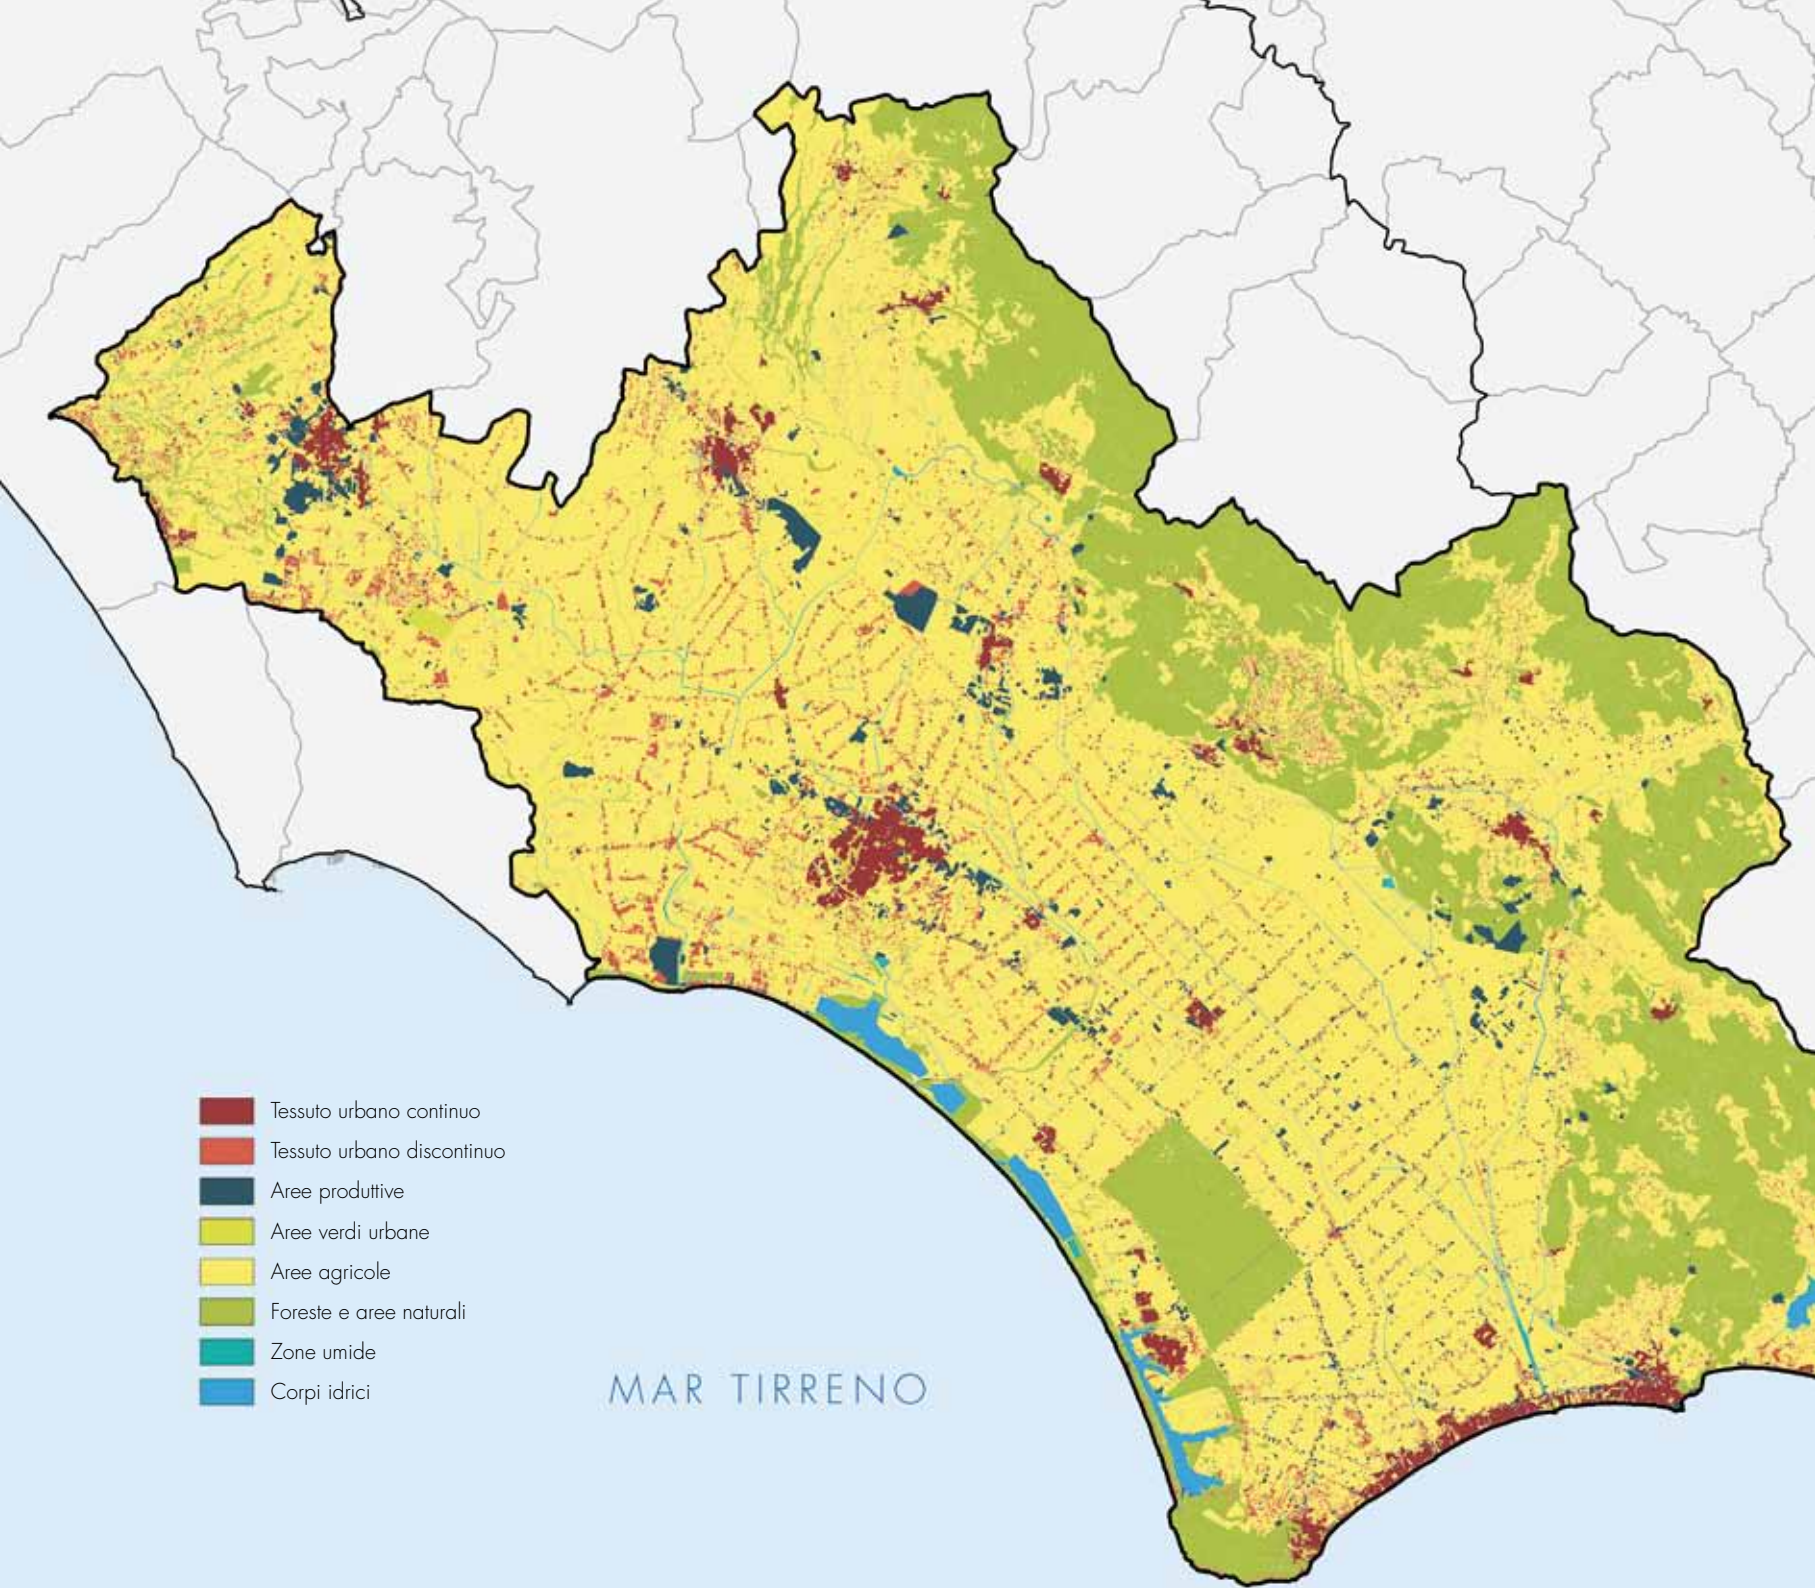 Tessuto urbano continuo
Tessuto urbano discontinuo
Aree produttive
Aree verdi urbane
Aree agricole
Foreste e aree naturali
Zone umide
Corpi idrici
MAR TIRRENO